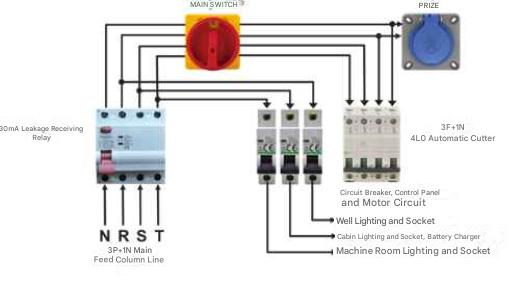 MAIN SWITCH
PRIZE
30mA Leakage Receiving
Relay
3F+1N
4L0 Automatic Cutter
Circuit Breaker, Control Panel
and Motor Circuit
Well Lighting and Socket
Cabin Lighting and Socket, Battery Charger
Machine Room Lighting and Socket
N R S T
3P+1N Main
Feed Column Line